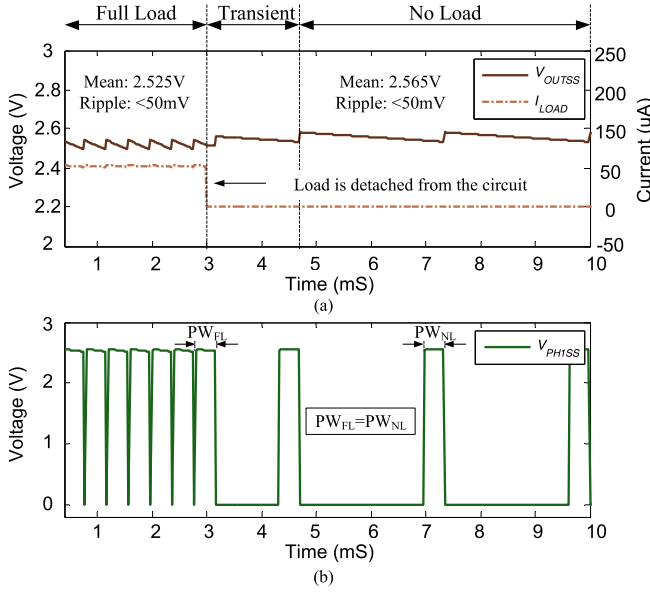 Full Load Transient No Load
3 250
2.8 200
2.6 150
2.4 100
2.2 50
2 0
-50
Voltage (V)
Current (uA)
Mean: 2.525V
Ripple: <50mV
Mean: 2.565V
Ripple: <50mV
V_OUTSS
I_LOAD
Load is detached from the circuit
1 2 3 4 5 6 7 8 9 10
Time (mS)
(a)
3
2
1
0
Voltage (V)
PW_FL
PW_NL
V_PH1SS
PW_FL=PW_NL
1 2 3 4 5 6 7 8 9 10
Time (mS)
(b)